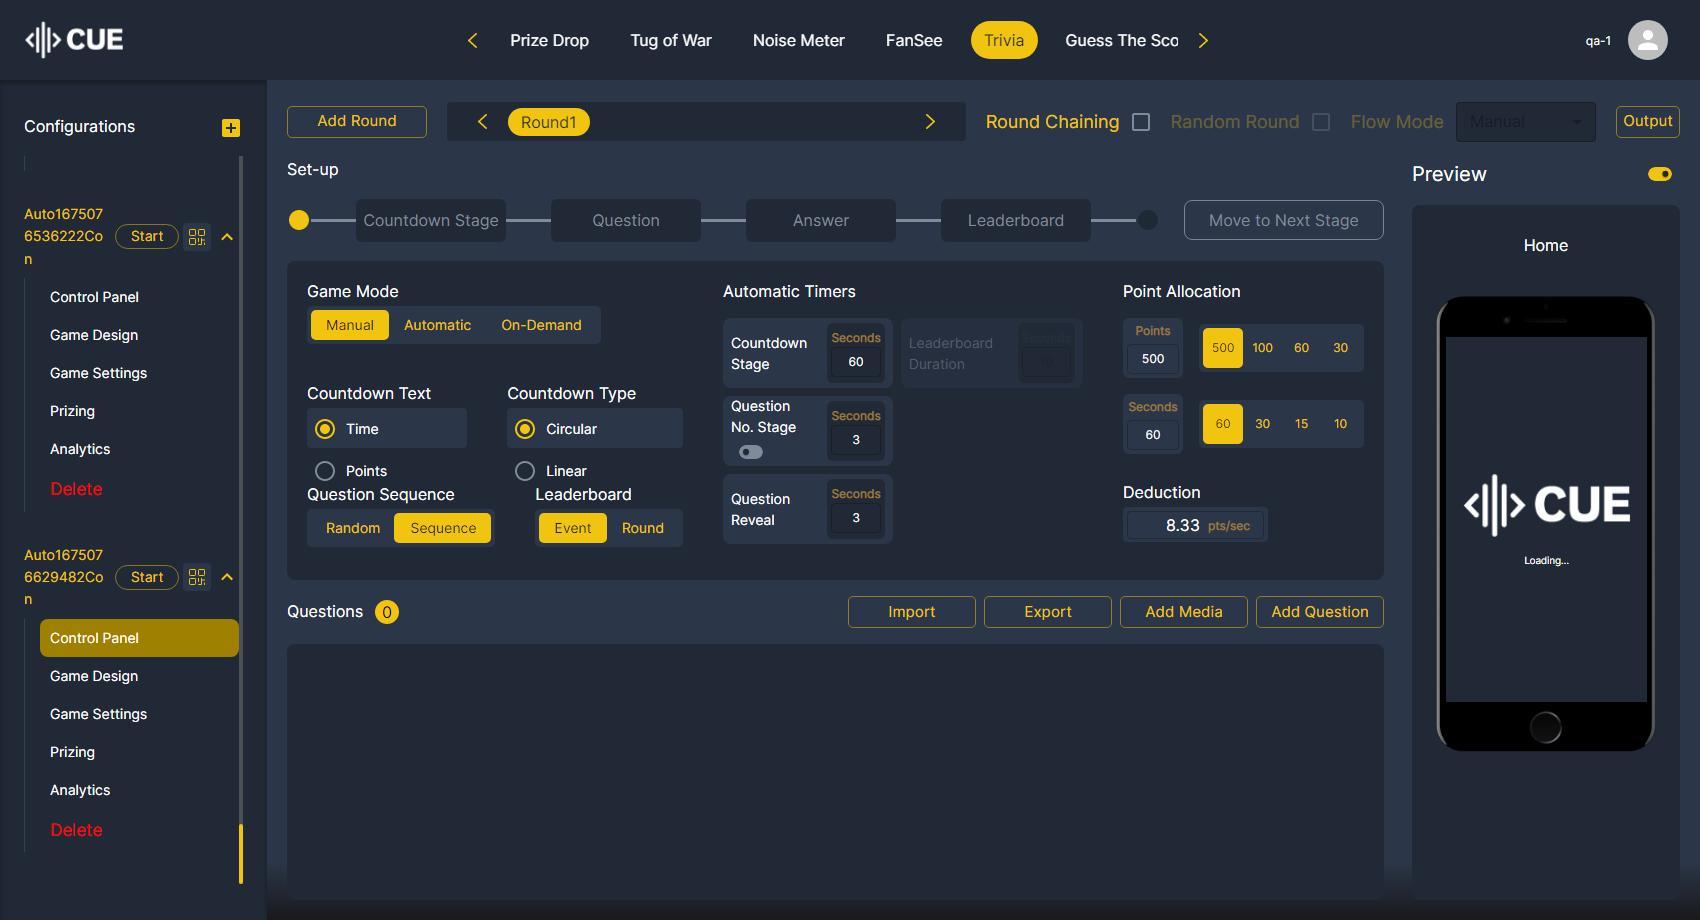 CUE
Prize Drop
Tug of War
Noise Meter
FanSee
Trivia
Guess The Sco
qa-1
Configurations
Auto167507
6536222Co
n
Start
Control Panel
Game Design
Game Settings
Prizing
Analytics
Delete
Auto167507
6629482Co
n
Start
Control Panel
Game Design
Game Settings
Prizing
Analytics
Delete
Add Round
Round1
Round Chaining
Random Round
Flow Mode
Manual
Output
Set-up
Countdown Stage
Question
Answer
Leaderboard
Move to Next Stage
Game Mode
Manual
Automatic
On-Demand
Countdown Text
Time
Points
Countdown Type
Circular
Linear
Question Sequence
Random
Sequence
Leaderboard
Event
Round
Automatic Timers
Countdown
Stage
Seconds
60
Leaderboard
Duration
Seconds
Question
No. Stage
Seconds
3
Question
Reveal
Seconds
3
Point Allocation
Points
500
500
100
60
30
Seconds
60
60
30
15
10
Deduction
8.33 pts/sec
Questions
0
Import
Export
Add Media
Add Question
Preview
Home
CUE
Loading...